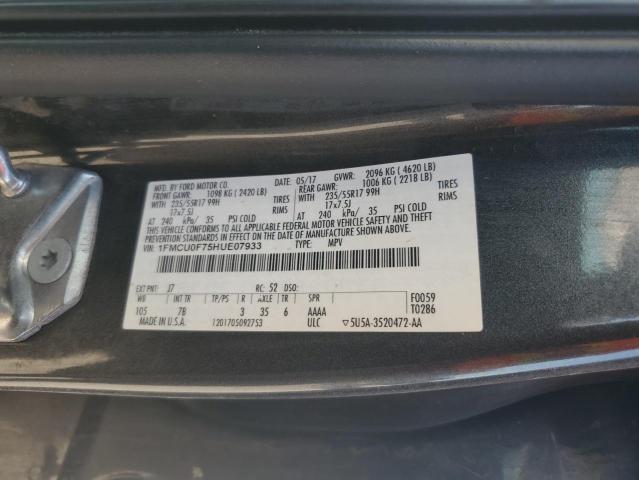 MFD. BY FORD MOTOR CO.
DATE: 05/17 GVWR: 2096 KG ( 4620 LB)
FRONT GAWR: 1098 KG ( 2420 LB) REAR GAWR: 1006 KG ( 2218 LB)
WITH 235/55R17 99H TIRES WITH 235/55R17 99H TIRES
17x7.5J RIMS 17x7.5J RIMS
AT 240 kPa/ 35 PSI COLD AT 240 kPa/ 35 PSI COLD
THIS VEHICLE CONFORMS TO ALL APPLICABLE FEDERAL MOTOR VEHICLE SAFETY AND THEFT
PREVENTION STANDARDS IN EFFECT ON THE DATE OF MANUFACTURE SHOWN ABOVE.
VIN: 1FMCU0F75HUE07933 TYPE: MPV
EXT PNT: J7 RC: 52 DSO:
WB INT TR TP/PS R AXLE TR SPR F0059
105 7B 3 35 6 AAAA T0286
MADE IN U.S.A. 1201705092753 ULC ▽5U5A-3520472-AA